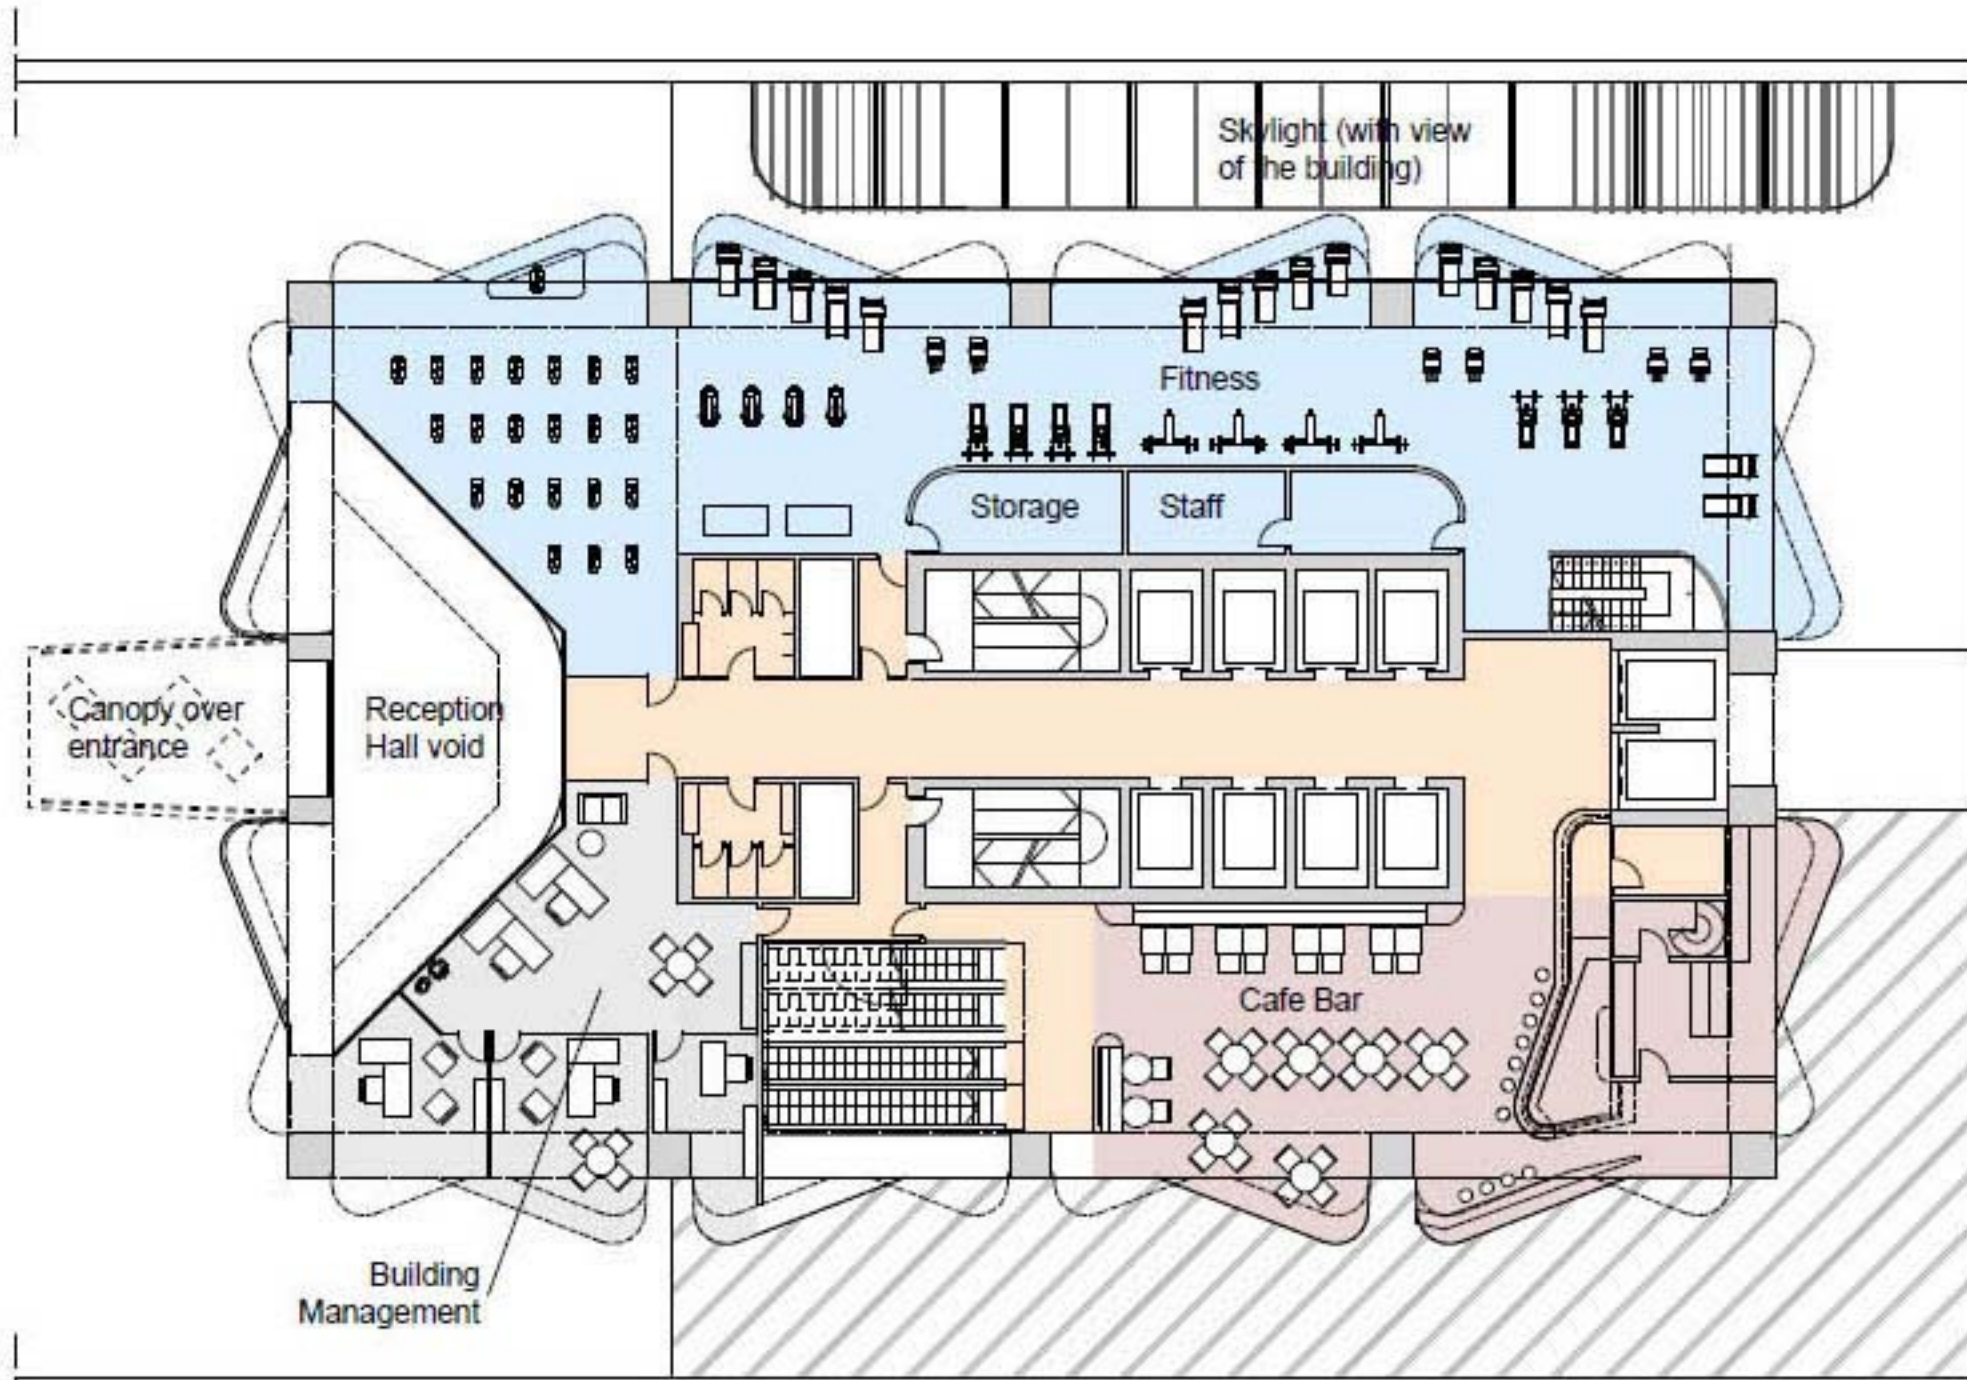 Skylight (with view
of the building)
Fitness
Storage
Staff
Canopy over
entrance
Reception
Hall void
Cafe Bar
Building
Management